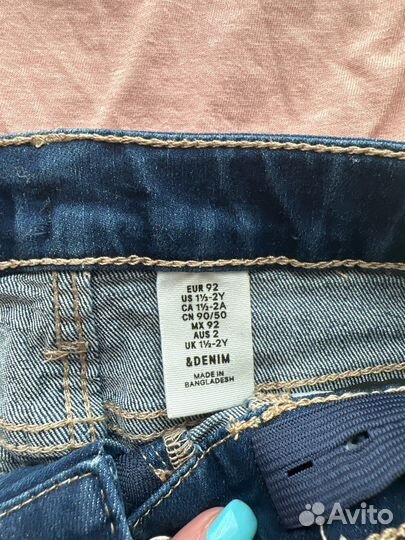 EUR 92
US 1½-2Y
CA 1½-2A
CN 90/50
MX 92
AUS 2
UK 1½-2Y
&DENIM
MADE IN
BANGLADESH
Avito